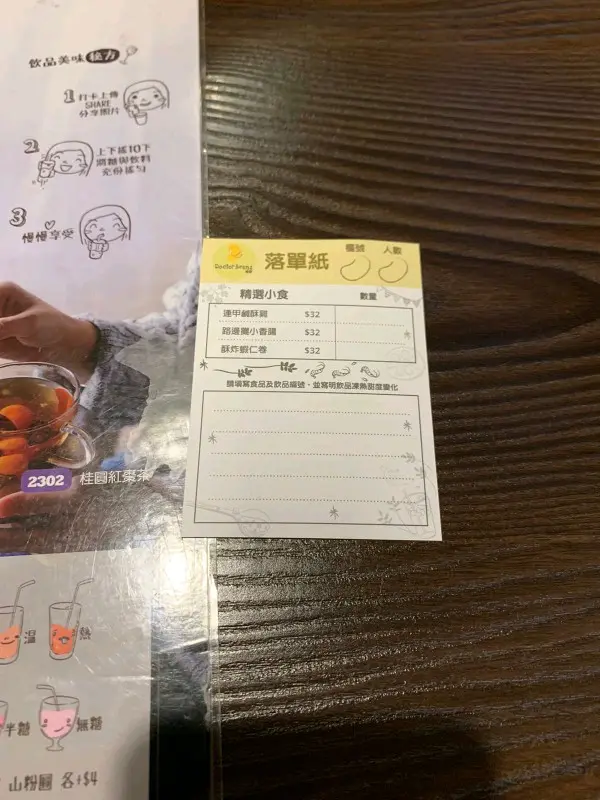 飲品美味秘方
1 打卡上傳
SHARE
分享照片
2 上下搖10下
將糖與飲料
充份搖勻
3 慢慢享受
2302 桂圓紅棗茶
溫 熱
半糖 無糖
山粉圓 各+$4
落單紙
檯號 人數
精選小食 數量
逢甲鹹酥雞 $32
路邊攤小香腸 $32
酥炸蝦仁卷 $32
請填寫食品及飲品編號，並寫明飲品凍熱甜度變化